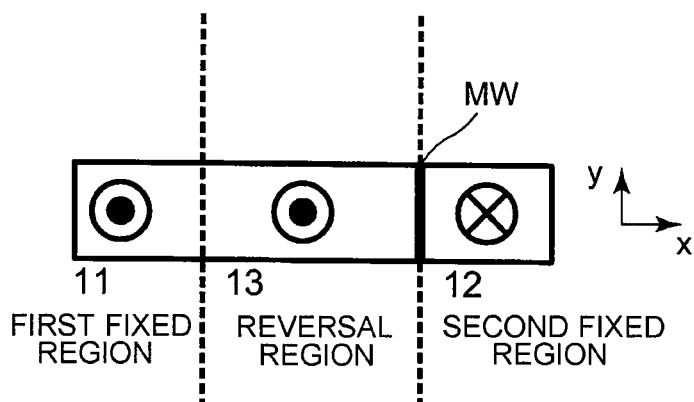 MW
y
x
11
13
12
FIRST FIXED
REGION
REVERSAL
REGION
SECOND FIXED
REGION